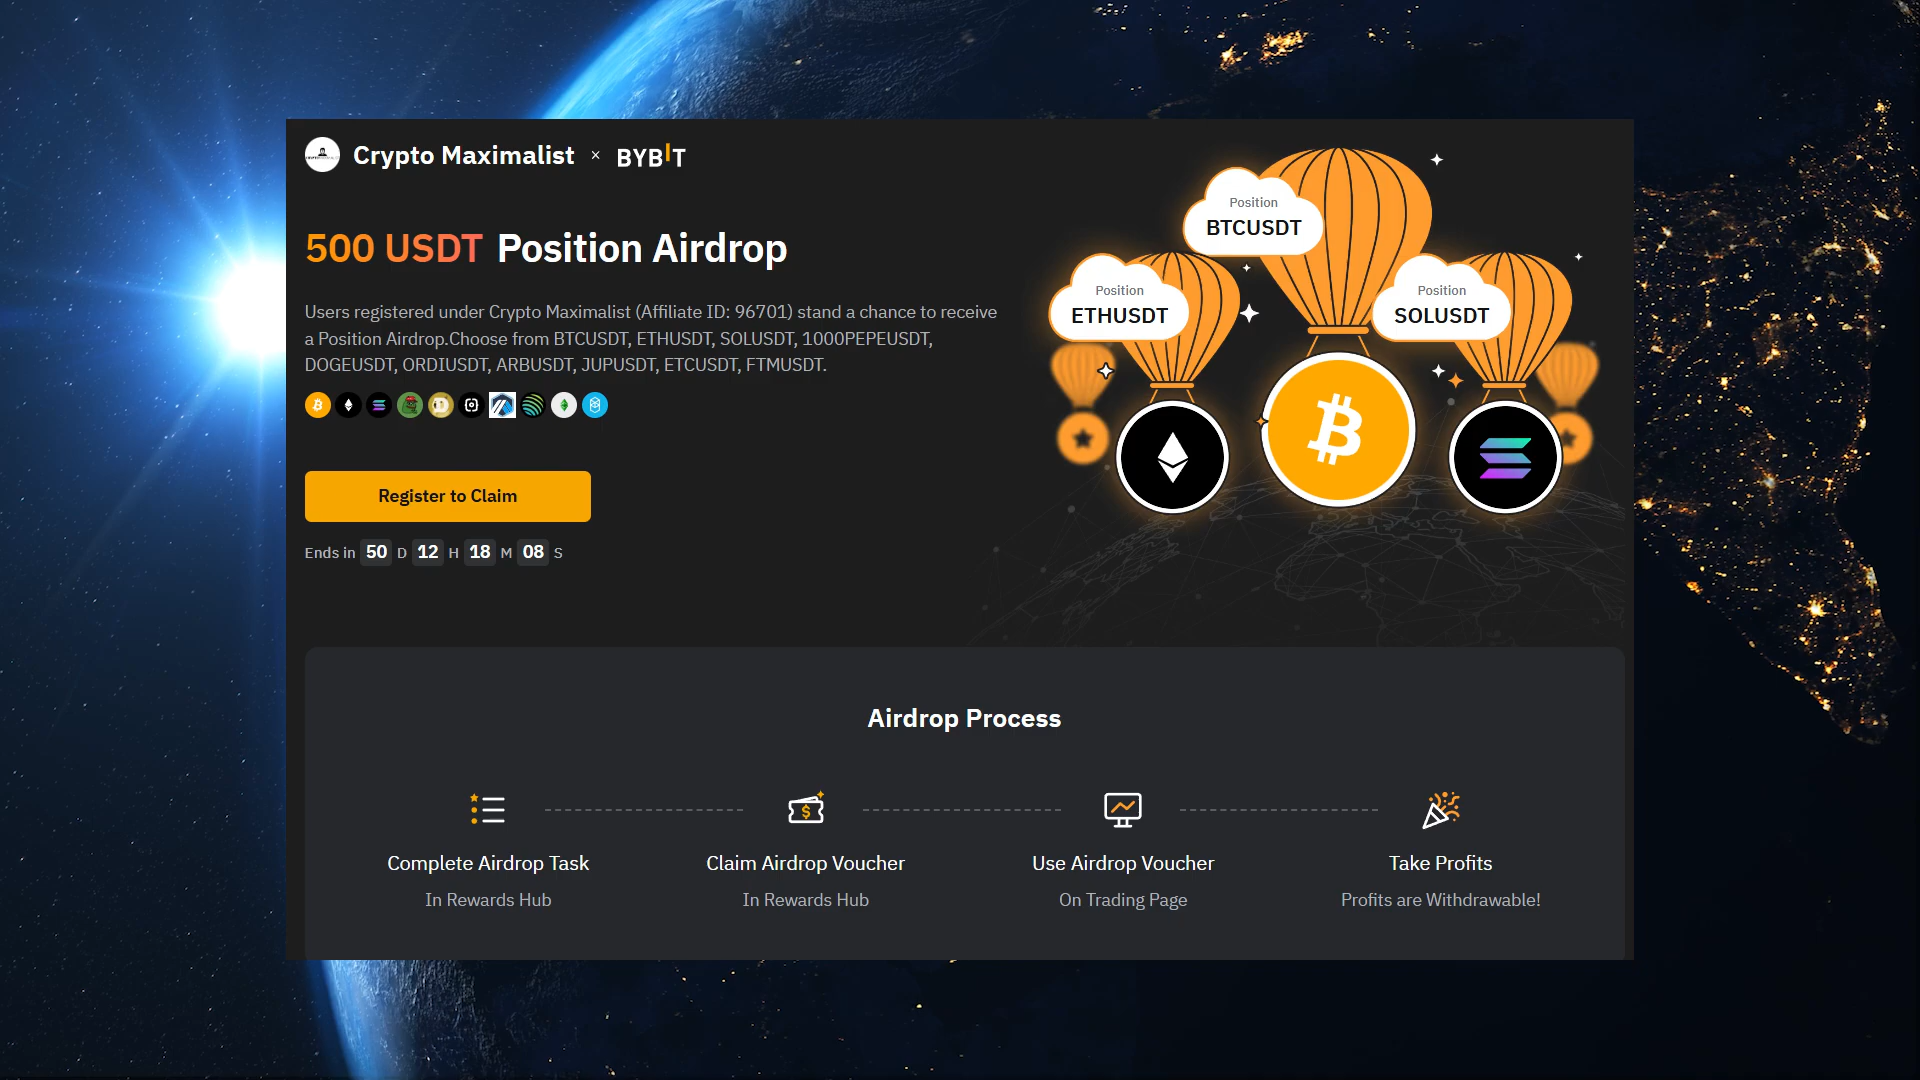 Crypto Maximalist × BYBIT
500 USDT Position Airdrop
Users registered under Crypto Maximalist (Affiliate ID: 96701) stand a chance to receive
a Position Airdrop.Choose from BTCUSDT, ETHUSDT, SOLUSDT, 1000PEPEUSDT,
DOGEUSDT, ORDIUSDT, ARBUSDT, JUPUSDT, ETCUSDT, FTMUSDT.
Register to Claim
Ends in 50 D 12 H 18 M 08 S
Position
BTCUSDT
Position
ETHUSDT
Position
SOLUSDT
Airdrop Process
Complete Airdrop Task
In Rewards Hub
Claim Airdrop Voucher
In Rewards Hub
Use Airdrop Voucher
On Trading Page
Take Profits
Profits are Withdrawable!